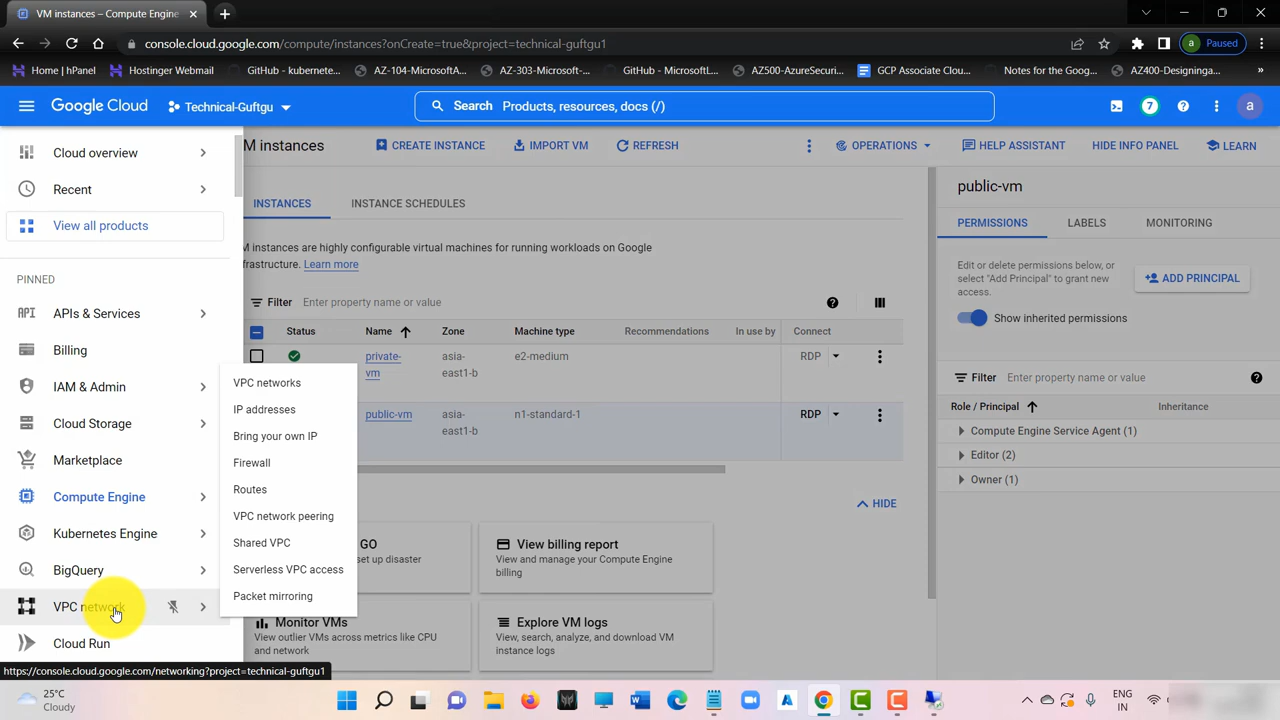 VM instances – Compute Engine
console.cloud.google.com/compute/instances?onCreate=true&project=technical-guftgu1
a Paused
Home | hPanel
Hostinger Webmail
GitHub - kubernete...
AZ-104-MicrosoftA...
AZ-303-Microsoft-...
GitHub - MicrosoftL...
AZ500-AzureSecuri...
GCP Associate Clou...
Notes for the Goog...
AZ400-Designinga...
»
Google Cloud
Technical-Guftgu
Search Products, resources, docs (/)
7
a
Cloud overview
Recent
View all products
PINNED
APIs & Services
Billing
IAM & Admin
Cloud Storage
Marketplace
Compute Engine
Kubernetes Engine
BigQuery
VPC network
Cloud Run
https://console.cloud.google.com/networking?project=technical-guftgu1
VPC networks
IP addresses
Bring your own IP
Firewall
Routes
VPC network peering
Shared VPC
Serverless VPC access
Packet mirroring
M instances
CREATE INSTANCE
IMPORT VM
REFRESH
OPERATIONS
HELP ASSISTANT
HIDE INFO PANEL
LEARN
INSTANCES
INSTANCE SCHEDULES
M instances are highly configurable virtual machines for running workloads on Google
frastructure. Learn more
Filter Enter property name or value
Status Name Zone Machine type Recommendations In use by Connect
private-
vm
asia-
east1-b
e2-medium
RDP
public-vm
asia-
east1-b
n1-standard-1
RDP
HIDE
GO
set up disaster
View billing report
View and manage your Compute Engine
billing
Monitor VMs
View outlier VMs across metrics like CPU
and network
Explore VM logs
View, search, analyze, and download VM
instance logs
public-vm
PERMISSIONS
LABELS
MONITORING
Edit or delete permissions below, or
select "Add Principal" to grant new
access.
ADD PRINCIPAL
Show inherited permissions
Filter Enter property name or value
Role / Principal
Inheritance
Compute Engine Service Agent (1)
Editor (2)
Owner (1)
25°C
Cloudy
ENG
IN